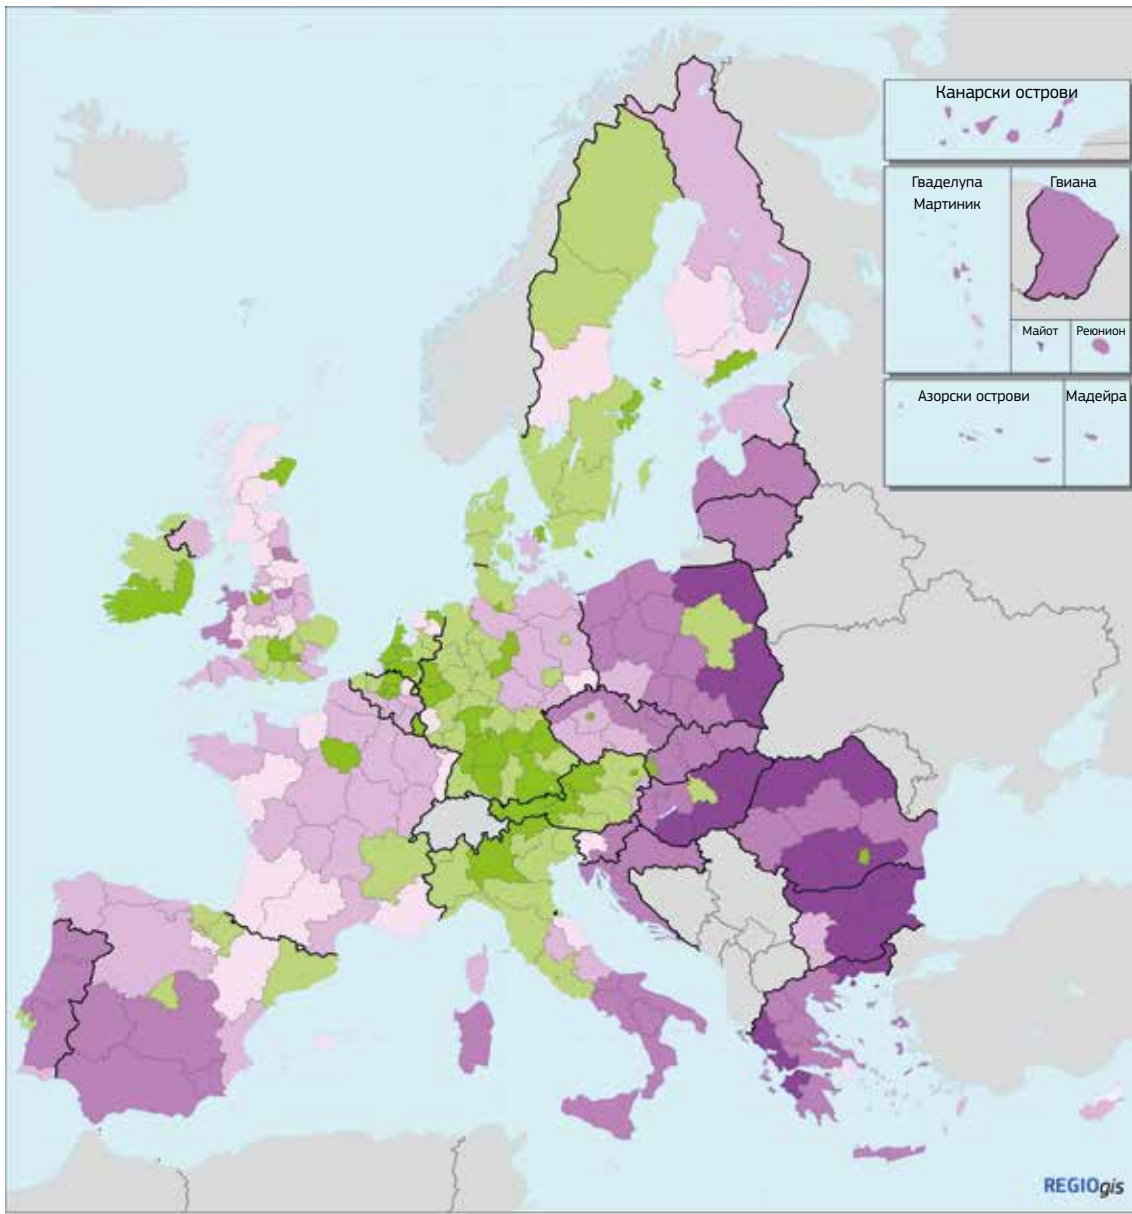 Канарски острови
Гваделупа
Мартиник
Гвиана
Майот
Реюнион
Азорски острови
Мадейра
REGIOgis